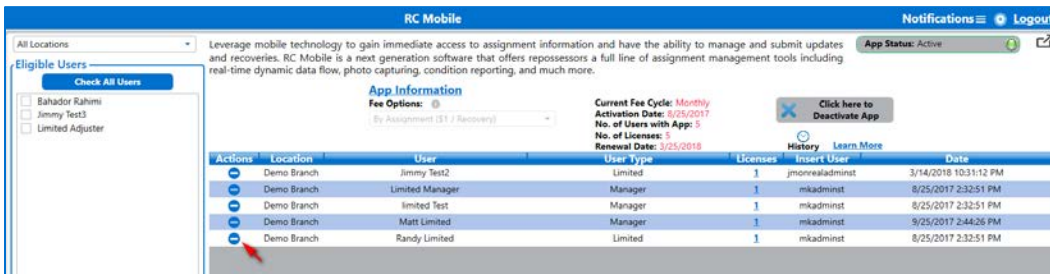 RC Mobile
Notifications Logout
All Locations
Eligible Users
Check All Users
Bahador Rahimi
Jimmy Test3
Limited Adjuster
Leverage mobile technology to gain immediate access to assignment information and have the ability to manage and submit updates
and recoveries. RC Mobile is a next generation software that offers repossessors a full line of assignment management tools including
real-time dynamic data flow, photo capturing, condition reporting, and much more.
App Status: Active
App Information
Fee Options:
By Assignment ($1 / Recovery)
Current Fee Cycle: Monthly
Activation Date: 8/25/2017
No. of Users with App: 5
No. of Licenses: 5
Renewal Date: 3/25/2018
Click here to
Deactivate App
History Learn More
Actions Location User User Type Licenses Insert User Date
Demo Branch Jimmy Test2 Limited 1 jmonrealadminst 3/14/2018 10:31:12 PM
Demo Branch Limited Manager Manager 1 mkadminst 8/25/2017 2:32:51 PM
Demo Branch limited Test Manager 1 mkadminst 8/25/2017 2:32:51 PM
Demo Branch Matt Limited Manager 1 mkadminst 9/25/2017 2:44:26 PM
Demo Branch Randy Limited Limited 1 mkadminst 8/25/2017 2:32:51 PM